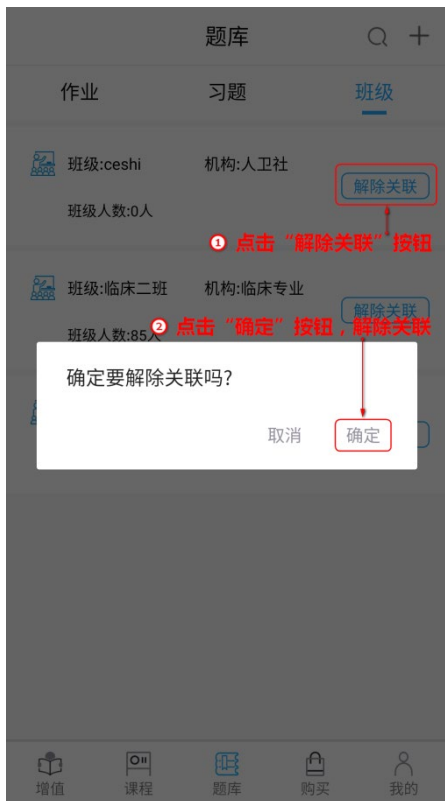 题库
作业 习题 班级
班级:ceshi 机构:人卫社
解除关联
班级人数:0人
① 点击“解除关联”按钮
班级:临床二班 机构:临床专业
解除关联
班级人数:85人
② 点击“确定”按钮，解除关联
确定要解除关联吗?
取消 确定
增值 课程 题库 购买 我的